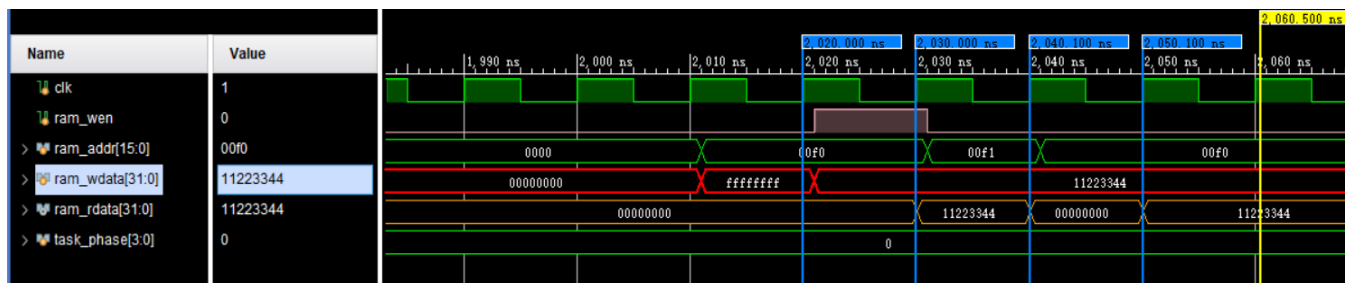 2,060.500 ns
2,020.000 ns 2,030.000 ns 2,040.100 ns 2,050.100 ns
Name Value
1,990 ns 2,000 ns 2,010 ns 2,020 ns 2,030 ns 2,040 ns 2,050 ns 2,060 ns
clk 1
ram_wen 0
ram_addr[15:0] 00f0 0000 00f0 00f1 00f0
ram_wdata[31:0] 11223344 00000000 ffffffff 11223344
ram_rdata[31:0] 11223344 00000000 11223344 00000000 11223344
task_phase[3:0] 0 0